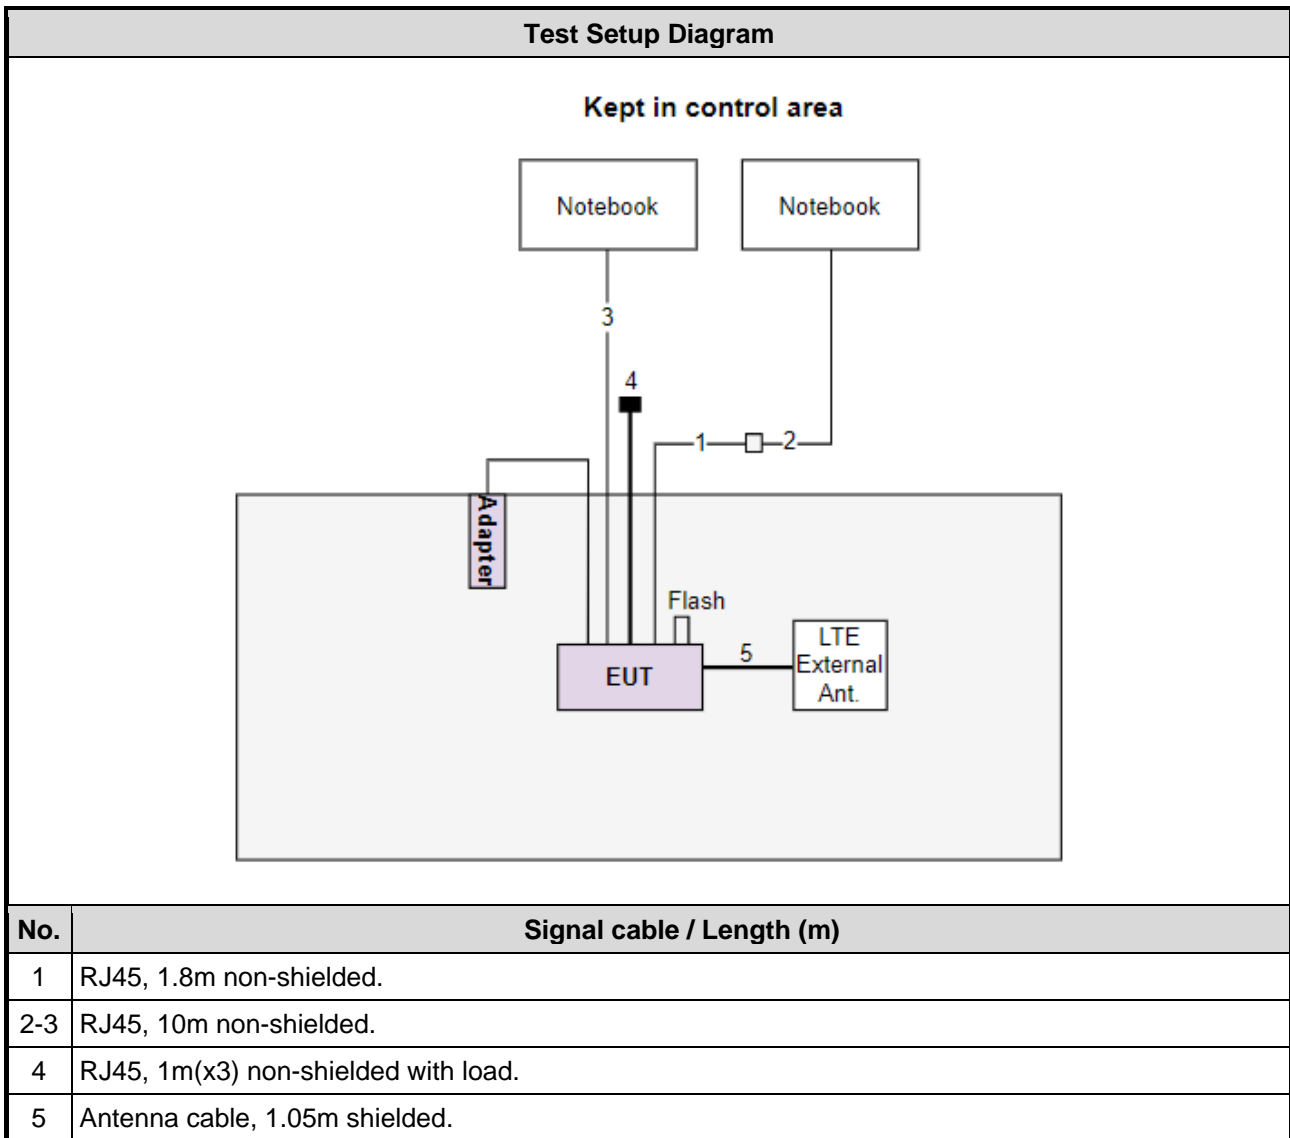 Test Setup Diagram
Kept in control area
Notebook
Notebook
3
4
1
2
Adapter
Flash
EUT
5
LTE
External
Ant.
No.
Signal cable / Length (m)
1
RJ45, 1.8m non-shielded.
2-3
RJ45, 10m non-shielded.
4
RJ45, 1m(x3) non-shielded with load.
5
Antenna cable, 1.05m shielded.